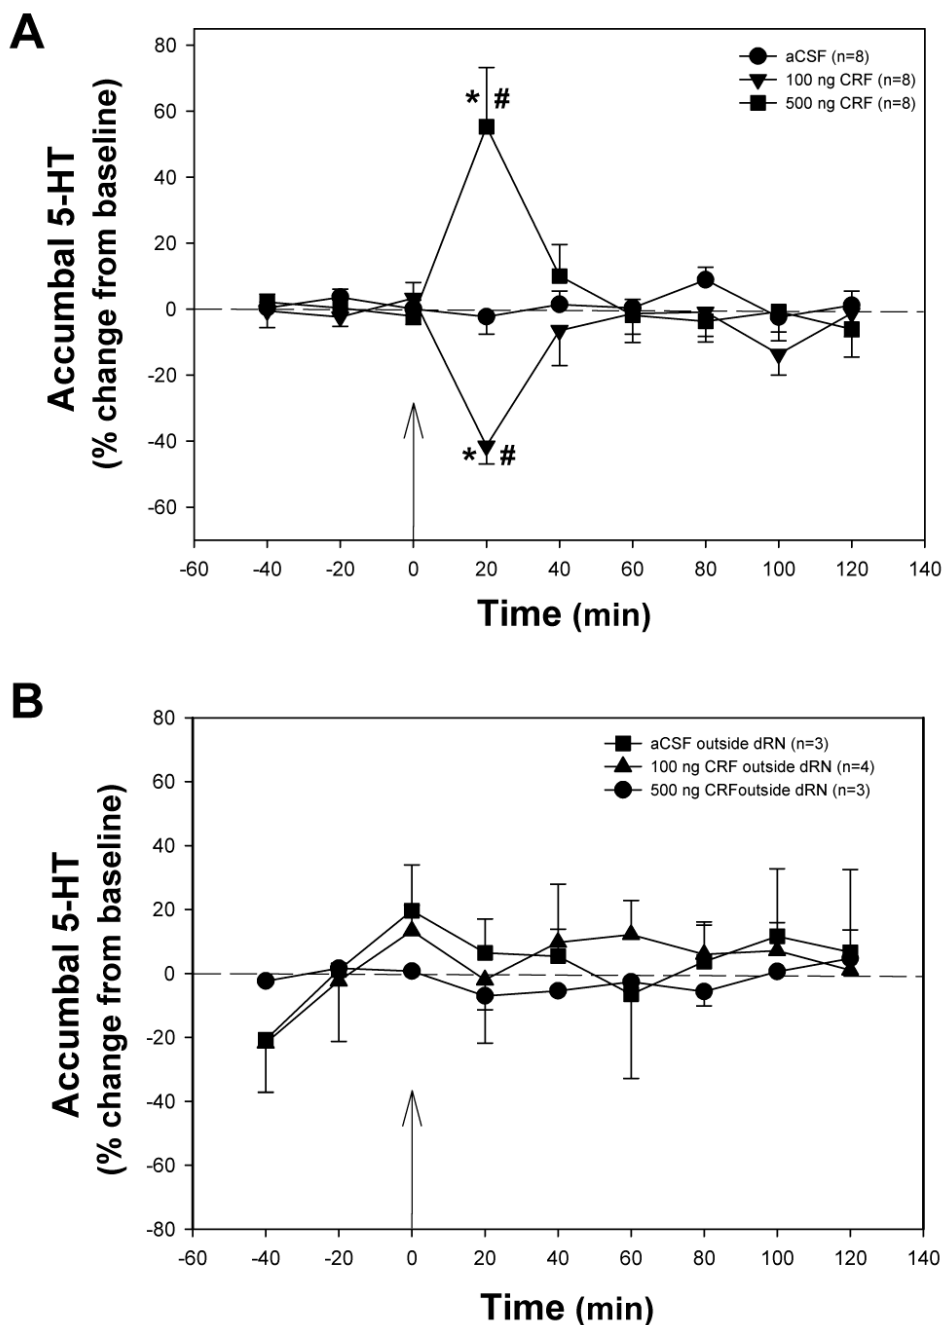 A
Accumbal 5-HT
(% change from baseline)
80
60
40
20
0
-20
-40
-60
aCSF (n=8)
100 ng CRF (n=8)
500 ng CRF (n=8)
* #
* #
-60 -40 -20 0 20 40 60 80 100 120 140
Time (min)
B
Accumbal 5-HT
(% change from baseline)
80
60
40
20
0
-20
-40
-60
-80
aCSF outside dRN (n=3)
100 ng CRF outside dRN (n=4)
500 ng CRFoutside dRN (n=3)
-60 -40 -20 0 20 40 60 80 100 120 140
Time (min)